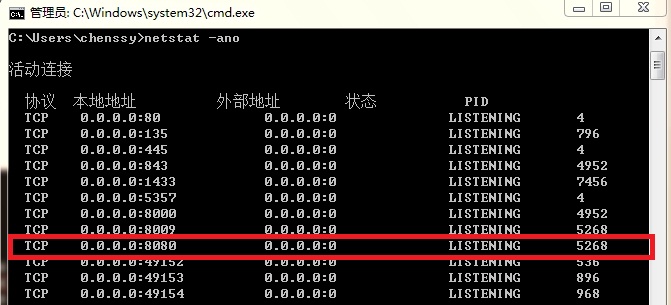 管理员: C:\Windows\system32\cmd.exe
C:\Users\chenssy>netstat -ano
活动连接
协议 本地地址 外部地址 状态 PID
TCP 0.0.0.0:80 0.0.0.0:0 LISTENING 4
TCP 0.0.0.0:135 0.0.0.0:0 LISTENING 796
TCP 0.0.0.0:445 0.0.0.0:0 LISTENING 4
TCP 0.0.0.0:843 0.0.0.0:0 LISTENING 4952
TCP 0.0.0.0:1433 0.0.0.0:0 LISTENING 7456
TCP 0.0.0.0:5357 0.0.0.0:0 LISTENING 4
TCP 0.0.0.0:8000 0.0.0.0:0 LISTENING 4952
TCP 0.0.0.0:8009 0.0.0.0:0 LISTENING 5268
TCP 0.0.0.0:8080 0.0.0.0:0 LISTENING 5268
TCP 0.0.0.0:49152 0.0.0.0:0 LISTENING 536
TCP 0.0.0.0:49153 0.0.0.0:0 LISTENING 896
TCP 0.0.0.0:49154 0.0.0.0:0 LISTENING 968